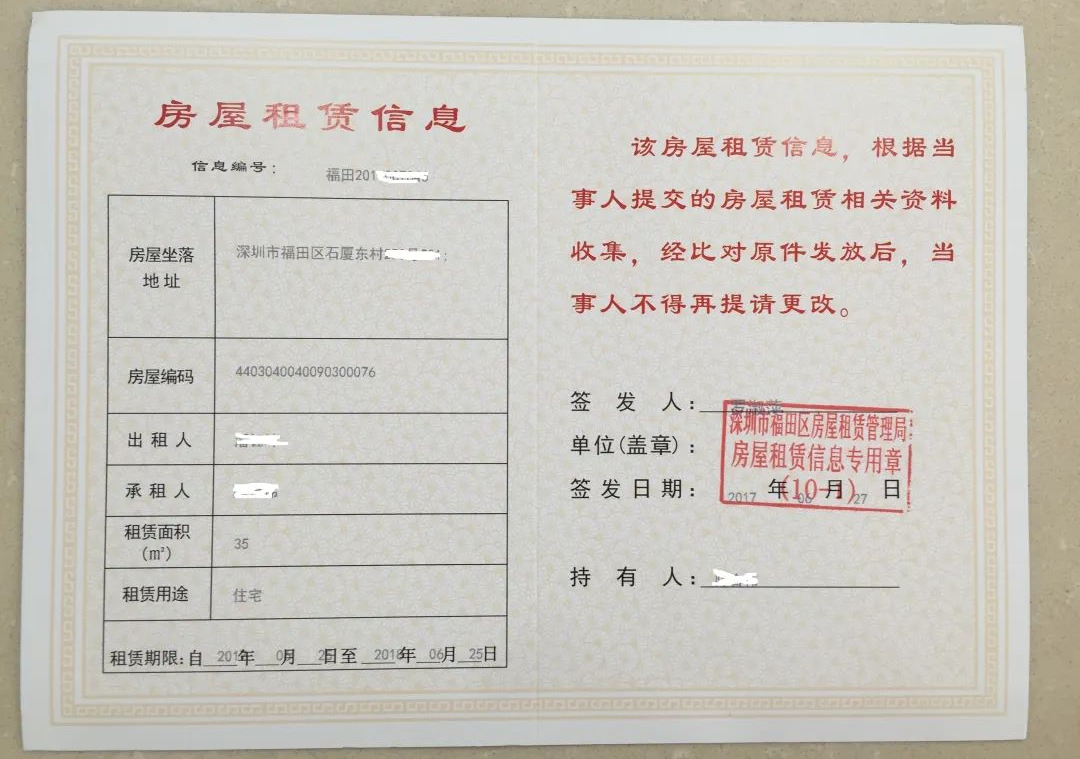 房屋租赁信息
信息编号：
福田201
房屋坐落
地址
深圳市福田区石厦东村
房屋编码
4403040040090300076
出租人
承租人
租赁面积
(㎡)
35
租赁用途
住宅
租赁期限:自 201 年 0 月 2 日至 2018 年 06 月 25 日
该房屋租赁信息，根据当
事人提交的房屋租赁相关资料
收集，经比对原件发放后，当
事人不得再提请更改。
签发人：
单位(盖章)：
签发日期： 2017 年 06 月 27 日
深圳市福田区房屋租赁管理局
房屋租赁信息专用章
(10-1)
持有人：